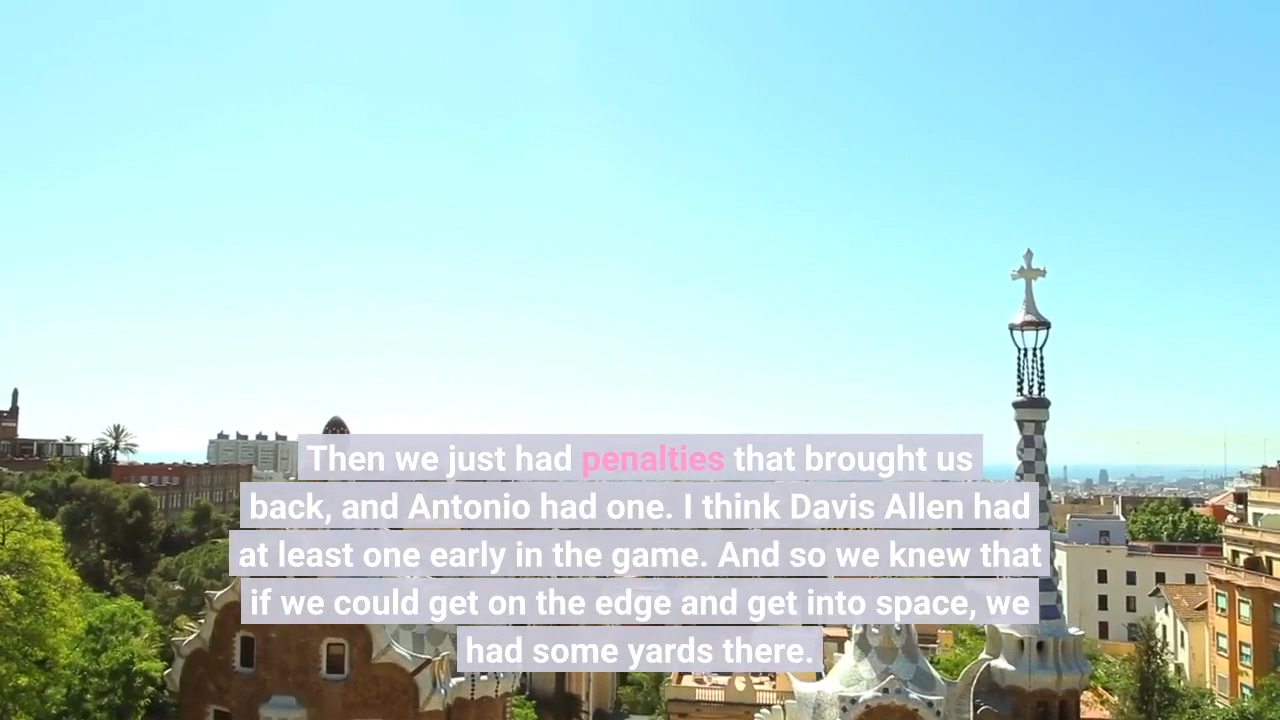 Then we just had penalties that brought us
back, and Antonio had one. I think Davis Allen had
at least one early in the game. And so we knew that
if we could get on the edge and get into space, we
had some yards there.